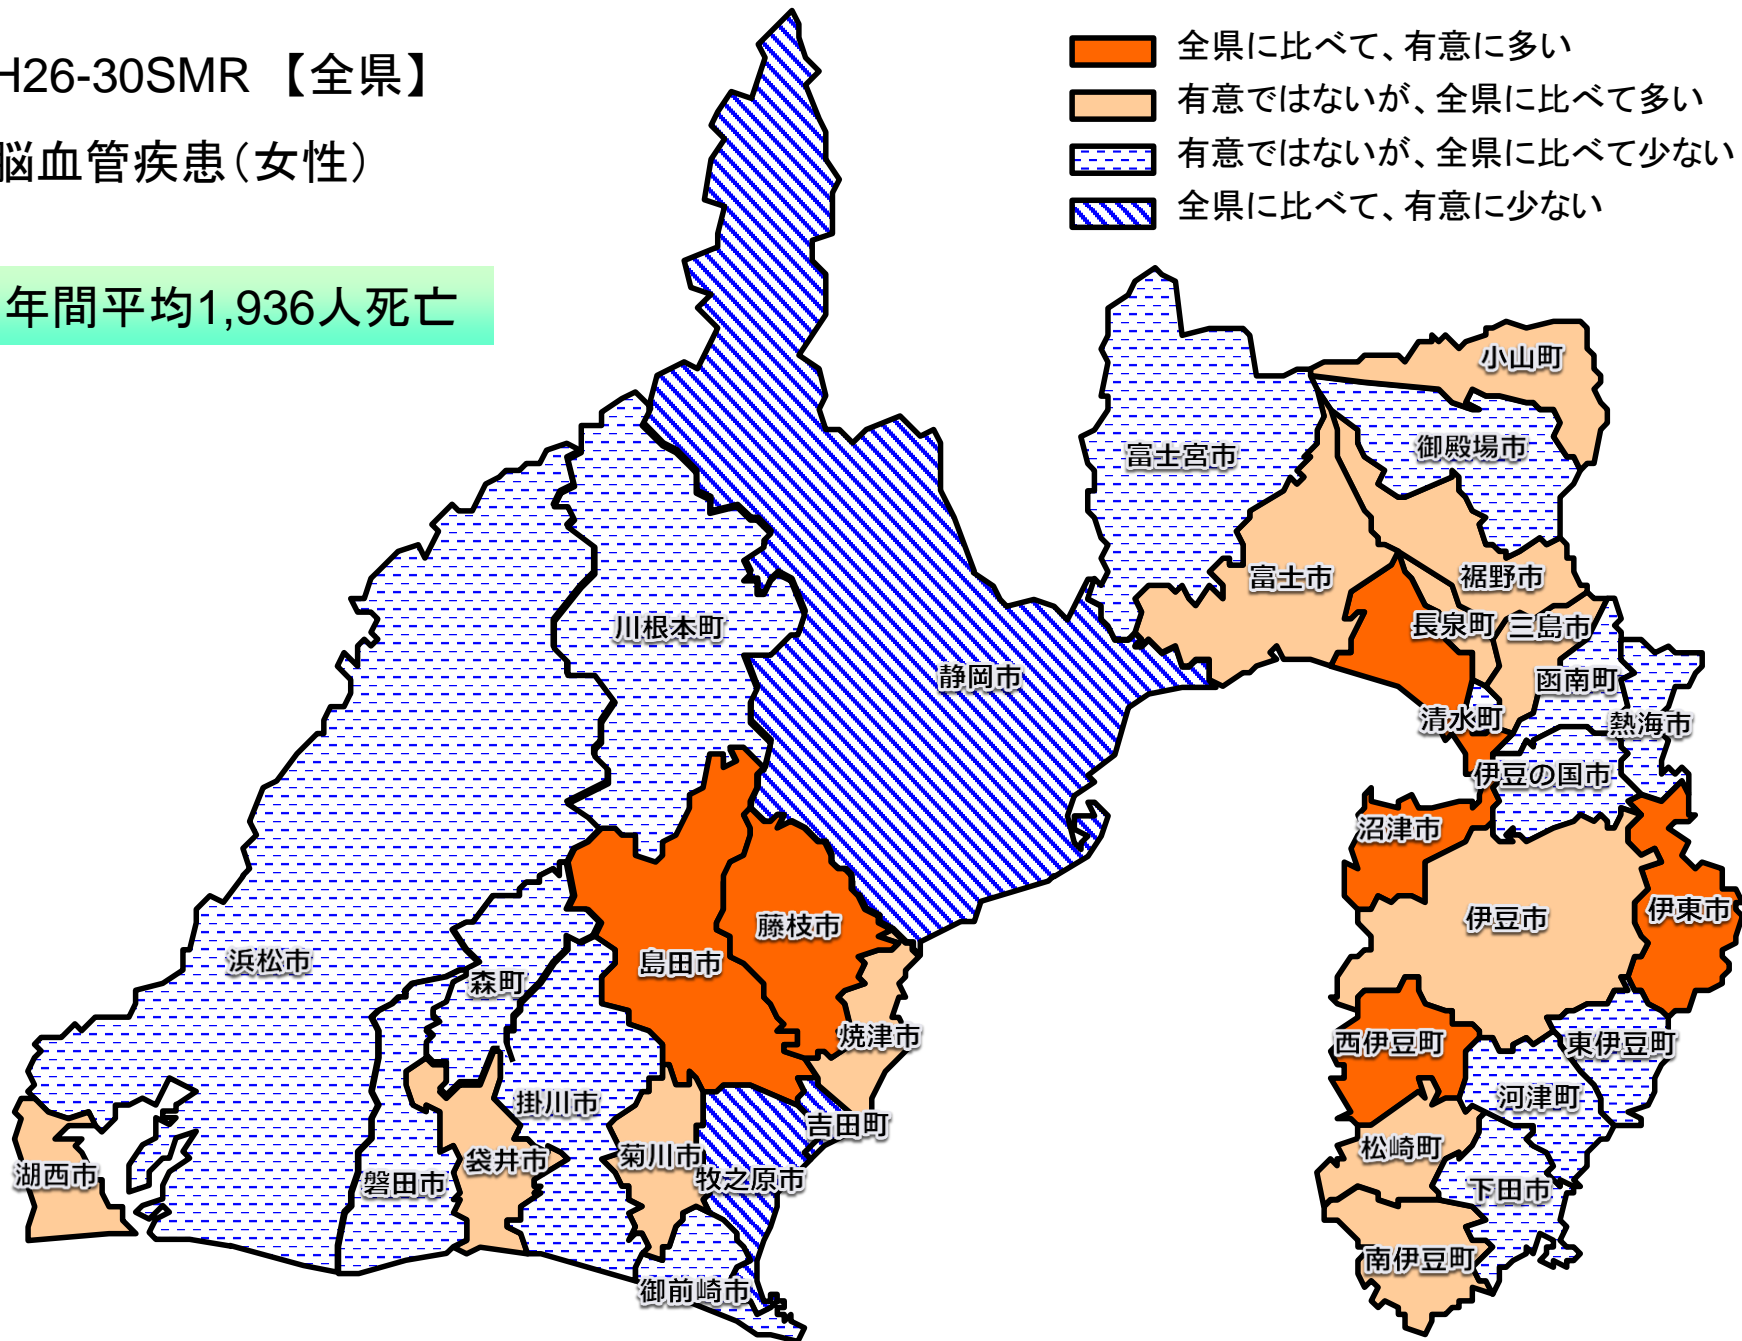 H26-30SMR 【全県】
脳血管疾患(女性)
年間平均1,936人死亡
全県に比べて、有意に多い
有意ではないが、全県に比べて多い
有意ではないが、全県に比べて少ない
全県に比べて、有意に少ない
小山町
御殿場市
富士宮市
富士市
裾野市
長泉町
三島市
函南町
清水町
熱海市
伊豆の国市
沼津市
伊豆市
伊東市
西伊豆町
東伊豆町
河津町
松崎町
下田市
南伊豆町
川根本町
静岡市
藤枝市
島田市
浜松市
森町
焼津市
掛川市
吉田町
菊川市
袋井市
牧之原市
磐田市
湖西市
御前崎市